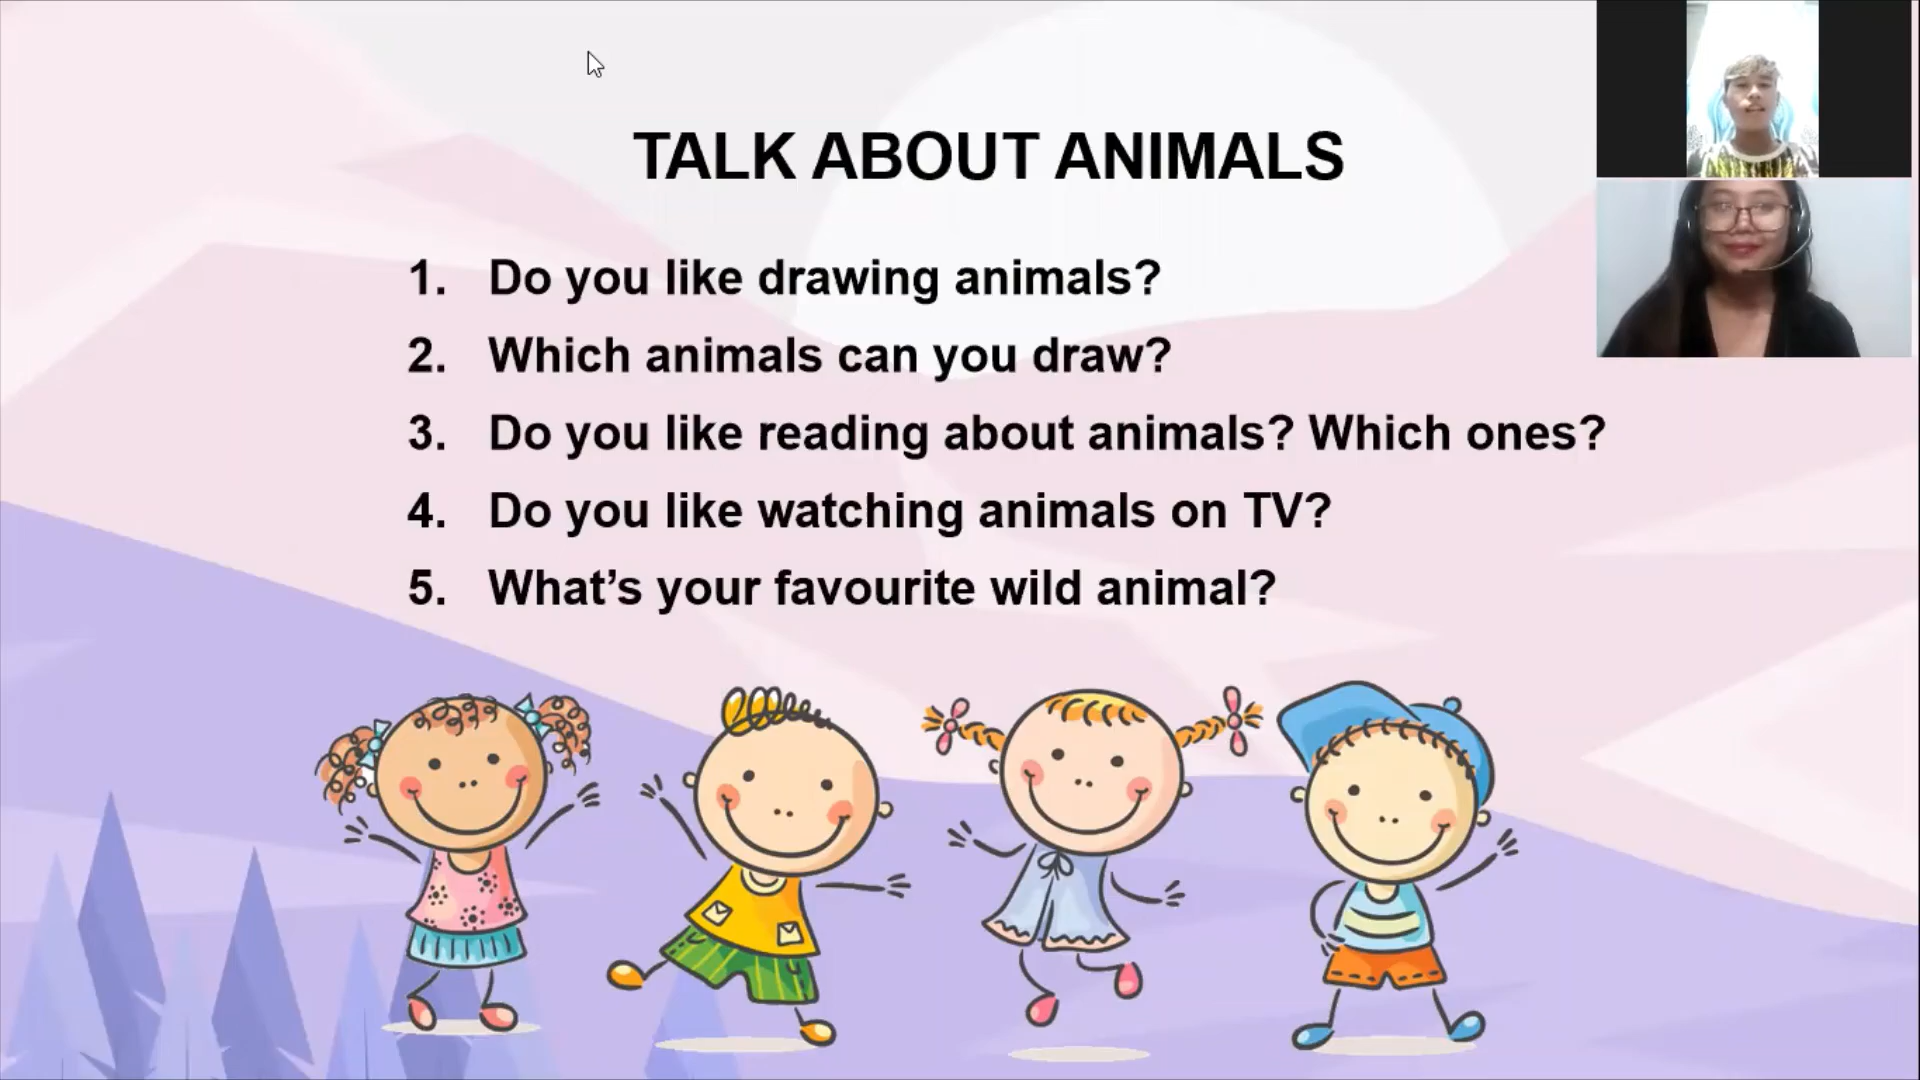 TALK ABOUT ANIMALS
1. Do you like drawing animals?
2. Which animals can you draw?
3. Do you like reading about animals? Which ones?
4. Do you like watching animals on TV?
5. What’s your favourite wild animal?